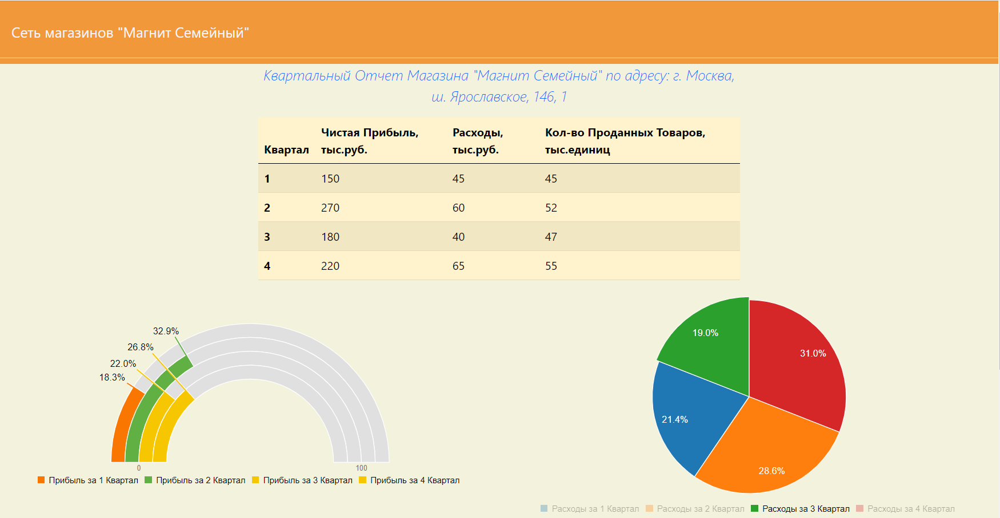 Сеть магазинов "Магнит Семейный"
Квартальный Отчет Магазина "Магнит Семейный" по адресу: г. Москва,
ш. Ярославское, 146, 1
Квартал Чистая Прибыль, тыс.руб. Расходы, тыс.руб. Кол-во Проданных Товаров, тыс.единиц
1 150 45 45
2 270 60 52
3 180 40 47
4 220 65 55
32.9%
26.8%
22.0%
18.3%
0 100
Прибыль за 1 Квартал Прибыль за 2 Квартал Прибыль за 3 Квартал Прибыль за 4 Квартал
19.0%
31.0%
21.4%
28.6%
Расходы за 1 Квартал Расходы за 2 Квартал Расходы за 3 Квартал Расходы за 4 Квартал